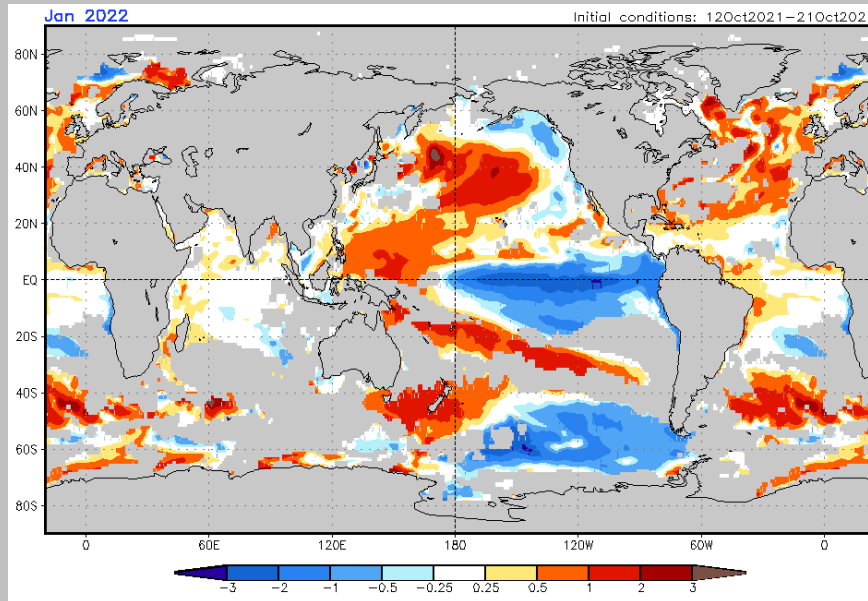 Jan 2022
Initial conditions: 12Oct2021-21Oct202
80N
60N
40N
20N
EQ
20S
40S
60S
80S
0 60E 120E 180 120W 60W 0
-3 -2 -1 -0.5 -0.25 0.25 0.5 1 2 3